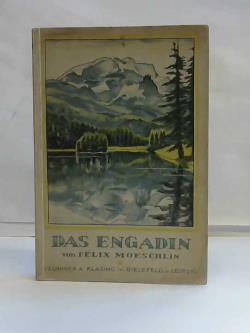 DAS ENGADIN
VON FELIX MOESCHLIN
VELHAGEN & KLASING – BIELEFELD u. LEIPZIG